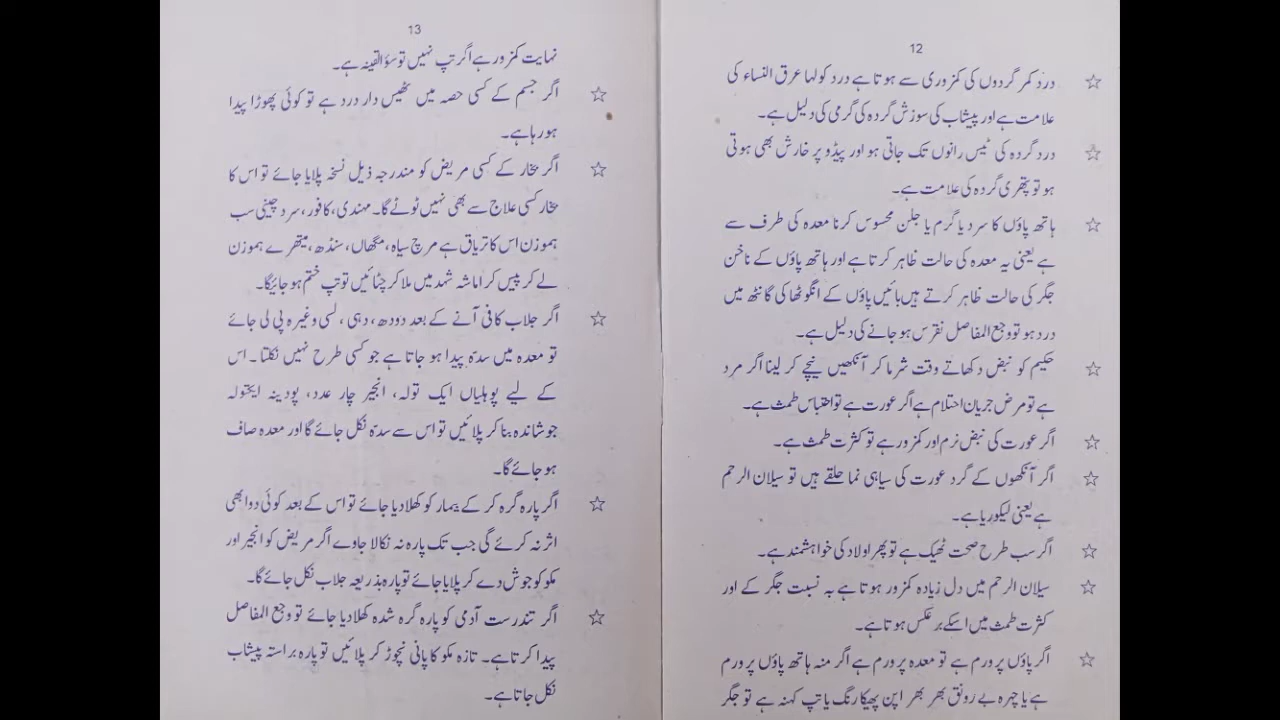 12
☆ درد کمر گردوں کی کمزوری سے ہوتا ہے درد کولہا عرق النساء کی
علامت ہے اور پیشاب کی سوزش گردہ کی گرمی کی دلیل ہے۔
☆ درد گردہ کی ٹیس رانوں تک جاتی ہو اور پیڈو پر خارش بھی ہوتی
ہو تو پتھری گردہ کی علامت ہے۔
☆ ہاتھ پاؤں کا سرد یا گرم یا جلن محسوس کرنا معدہ کی طرف سے
ہے یعنی یہ معدہ کی حالت ظاہر کرتا ہے اور ہاتھ پاؤں کے ناخن
جگر کی حالت ظاہر کرتے ہیں بائیں پاؤں کے انگوٹھا کی گانٹھ میں
درد ہو تو وجع المفاصل نقرس ہو جانے کی دلیل ہے۔
☆ حکیم کو نبض دکھاتے وقت شرما کر آنکھیں نیچے کر لینا اگر مرد
ہے تو مرض جریان احتلام ہے اگر عورت ہے تو احتباس طمث ہے۔
☆ اگر عورت کی نبض نرم اور کمزور ہے تو کثرت طمث ہے۔
☆ اگر آنکھوں کے گرد عورت کی سیاہی نما حلقے ہیں تو سیلان الرحم
ہے یعنی لیکوریا ہے۔
☆ اگر سب طرح صحت ٹھیک ہے تو پھر اولاد کی خواہشمند ہے۔
☆ سیلان الرحم میں دل زیادہ کمزور ہوتا ہے بہ نسبت جگر کے اور
کثرت طمث میں اسکے برعکس ہوتا ہے۔
☆ اگر پاؤں پر ورم ہے تو معدہ پر ورم ہے اگر منہ ہاتھ پاؤں پر ورم
ہے یا چہرہ بے رونق بھر بھر اپن پھیکا رنگ یا تپ کہنہ ہے تو جگر
13
نہایت کمزور ہے اگر تپ نہیں تو سؤ القینہ ہے۔
☆ اگر جسم کے کسی حصہ میں ٹھیس دار درد ہے تو کوئی پھوڑا پیدا
ہو رہا ہے۔
☆ اگر بخار کے کسی مریض کو مندرجہ ذیل نسخہ پلایا جائے تو اس کا
بخار کسی علاج سے بھی نہیں ٹوٹے گا۔ مہندی، کافور، سرد چینی سب
ہموزن اس کا تریاق ہے مرچ سیاہ، مگھاں، سنڈھ، میتھرے ہموزن
لے کر پیس کر اماشہ شہد میں ملا کر چٹائیں تو تپ ختم ہو جائیگا۔
☆ اگر جلاب کافی آنے کے بعد دودھ، دہی، لسی وغیرہ پی لی جائے
تو معدہ میں سدّہ پیدا ہو جاتا ہے جو کسی طرح نہیں نکلتا۔ اس
کے لیے پوہلیاں ایک تولہ، انجیر چار عدد، پودینہ ایتولہ
جوشاندہ بنا کر پلائیں تو اس سے سدّہ نکل جائے گا اور معدہ صاف
ہو جائے گا۔
☆ اگر پارہ گرہ کر کے بیمار کو کھلا دیا جائے تو اس کے بعد کوئی دوا بھی
اثر نہ کرے گی جب تک پارہ نہ نکالا جاوے اگر مریض کو انجیر اور
مکو کو جوش دے کر پلایا جائے تو پارہ بذریعہ جلاب نکل جائے گا۔
☆ اگر تندرست آدمی کو پارہ گرہ شدہ کھلا دیا جائے تو وجع المفاصل
پیدا کرتا ہے۔ تازہ مکو کا پانی نچوڑ کر پلائیں تو پارہ براستہ پیشاب
نکل جاتا ہے۔